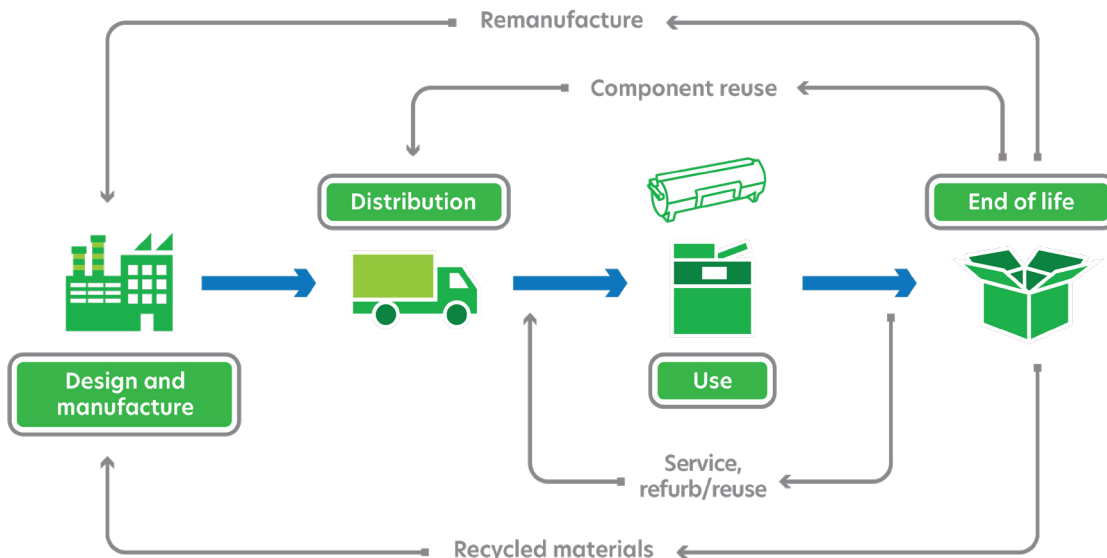 Remanufacture
Component reuse
Distribution
End of life
Design and
manufacture
Use
Service,
refurb/reuse
Recycled materials